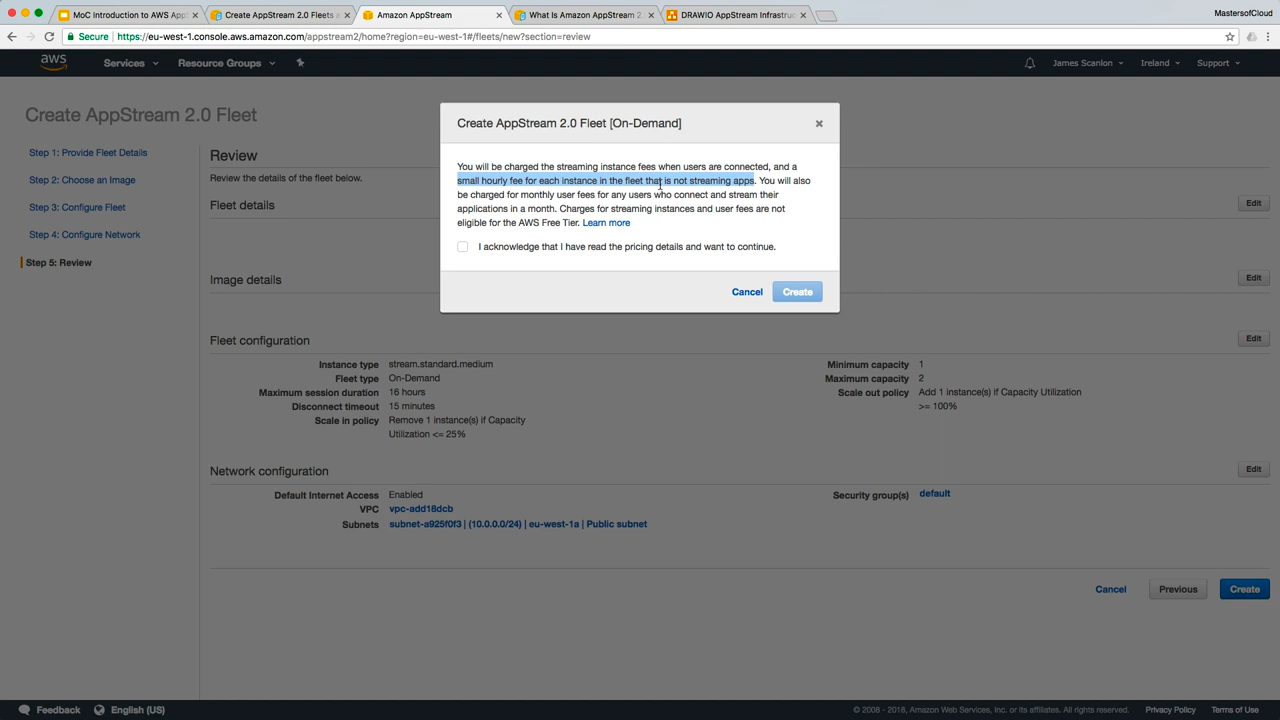 MoC Introduction to AWS Apps
Create AppStream 2.0 Fleets a
Amazon AppStream
What Is Amazon AppStream 2.
DRAWIO AppStream Infrastruc
MastersofCloud
Secure
https://eu-west-1.console.aws.amazon.com/appstream2/home?region=eu-west-1#/fleets/new?section=review
aws
Services
Resource Groups
James Scanlon
Ireland
Support
Create AppStream 2.0 Fleet
Step 1: Provide Fleet Details
Step 2: Choose an Image
Step 3: Configure Fleet
Step 4: Configure Network
Step 5: Review
Review
Review the details of the fleet below.
Fleet details
Edit
Image details
Edit
Create AppStream 2.0 Fleet [On-Demand]
You will be charged the streaming instance fees when users are connected, and a
small hourly fee for each instance in the fleet that is not streaming apps. You will also
be charged for monthly user fees for any users who connect and stream their
applications in a month. Charges for streaming instances and user fees are not
eligible for the AWS Free Tier. Learn more
I acknowledge that I have read the pricing details and want to continue.
Cancel
Create
Fleet configuration
Edit
Instance type stream.standard.medium
Fleet type On-Demand
Maximum session duration 16 hours
Disconnect timeout 15 minutes
Scale in policy Remove 1 instance(s) if Capacity
Utilization <= 25%
Minimum capacity 1
Maximum capacity 2
Scale out policy Add 1 instance(s) if Capacity Utilization
>= 100%
Network configuration
Edit
Default Internet Access Enabled
VPC vpc-add18dcb
Subnets subnet-a925f0f3 | (10.0.0.0/24) | eu-west-1a | Public subnet
Security group(s) default
Cancel
Previous
Create
Feedback
English (US)
© 2008 - 2018, Amazon Web Services, Inc. or its affiliates. All rights reserved.
Privacy Policy
Terms of Use